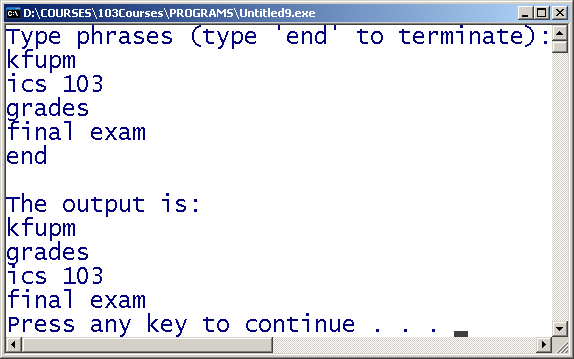 D:\COURSES\103Courses\PROGRAMS\Untitled9.exe
Type phrases (type 'end' to terminate):
kfupm
ics 103
grades
final exam
end
The output is:
kfupm
grades
ics 103
final exam
Press any key to continue . . .